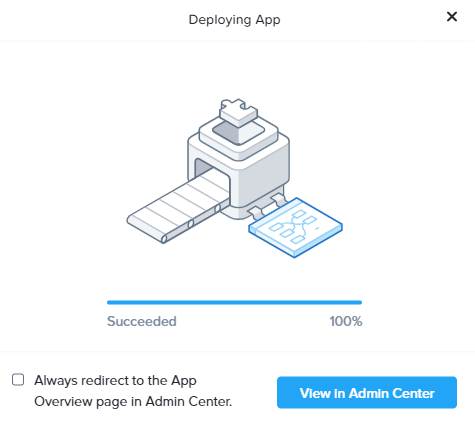 Deploying App
Succeeded 100%
Always redirect to the App
Overview page in Admin Center.
View in Admin Center